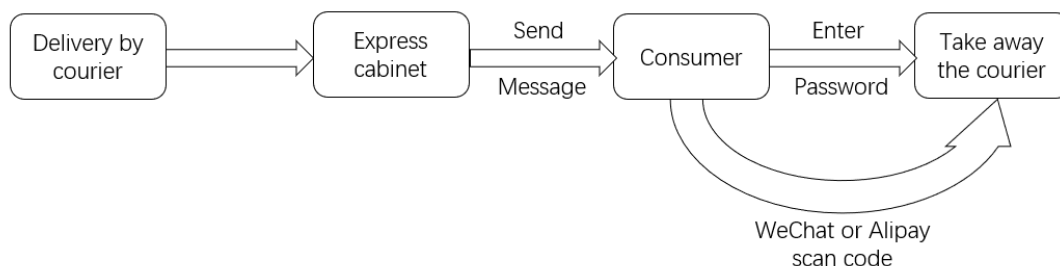 Delivery by
courier
Express
cabinet
Send
Message
Consumer
Enter
Password
Take away
the courier
WeChat or Alipay
scan code